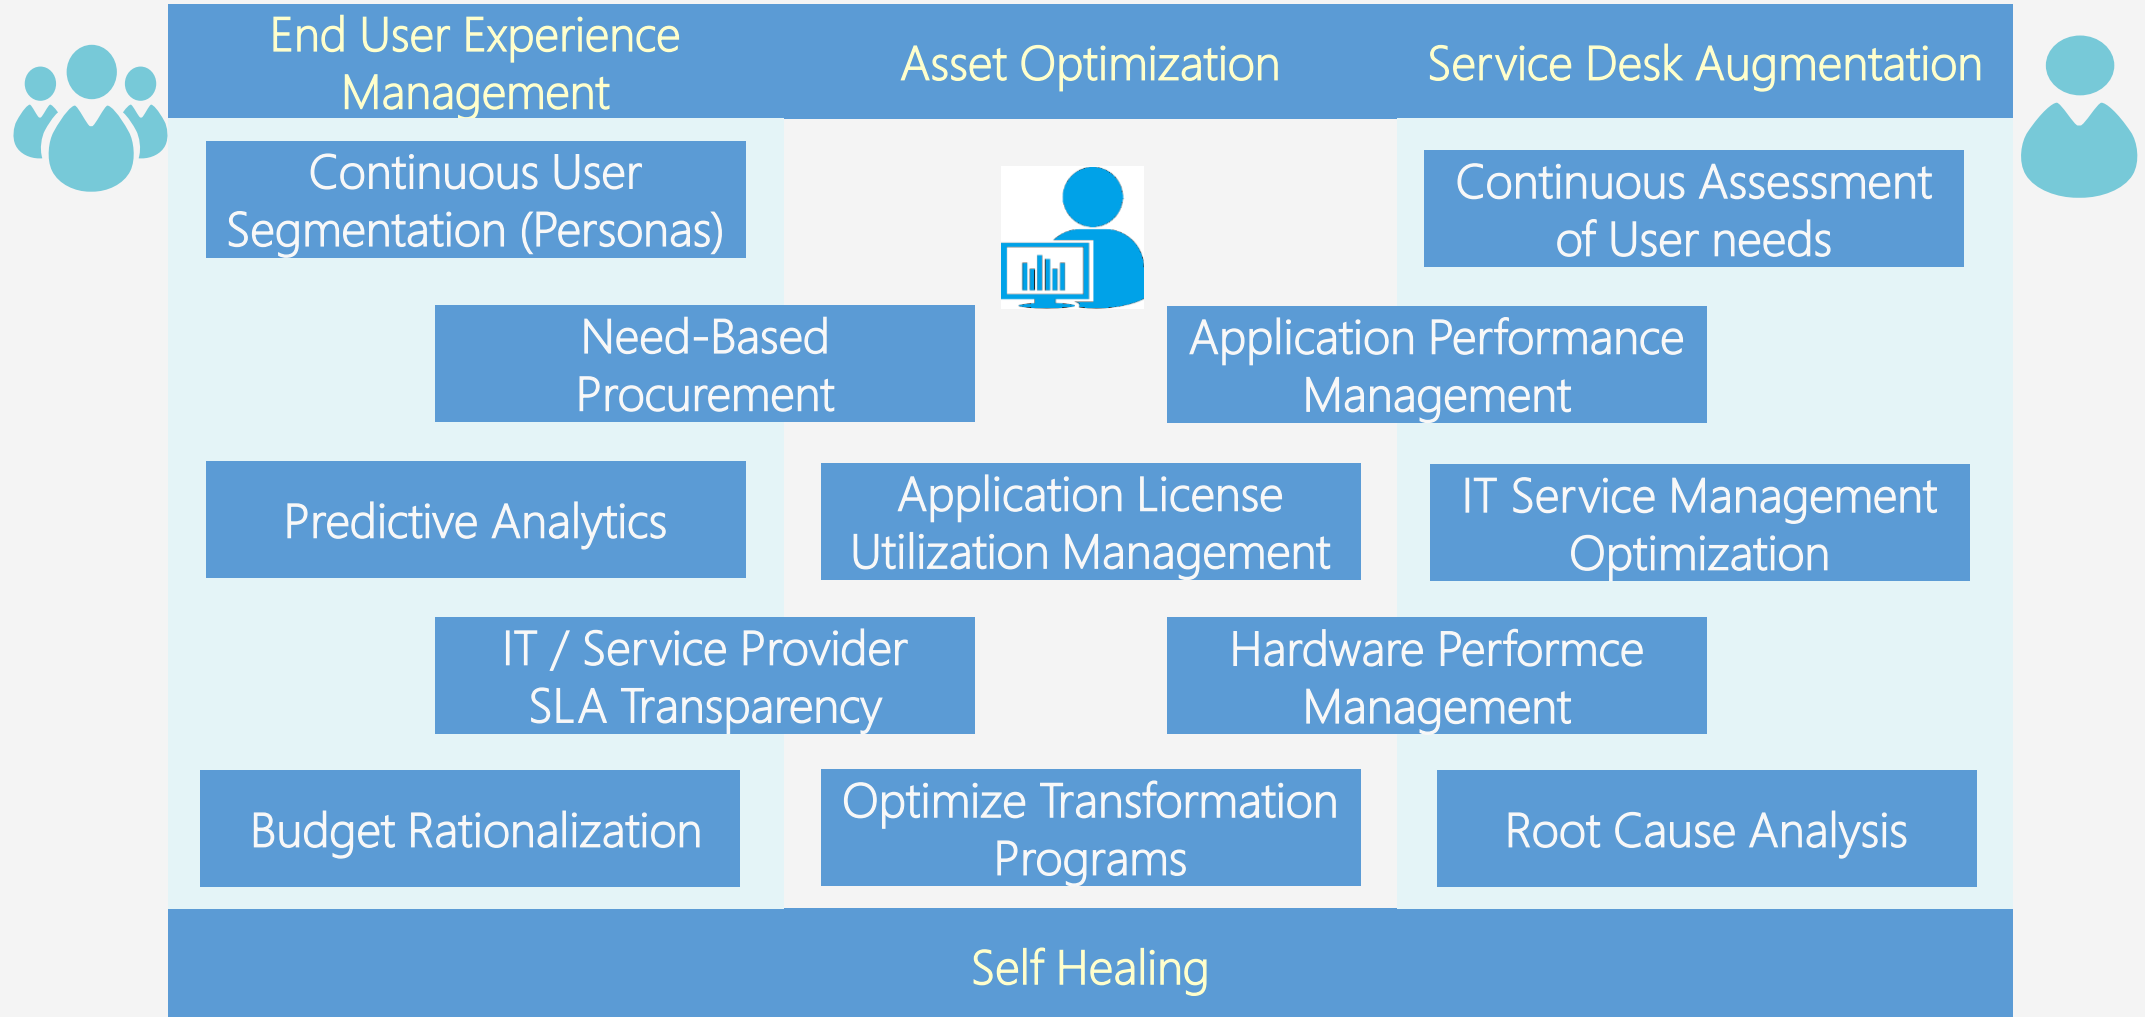 End User Experience
Management
Asset Optimization
Service Desk Augmentation
Continuous User
Segmentation (Personas)
Continuous Assessment
of User needs
Need-Based
Procurement
Application Performance
Management
Predictive Analytics
Application License
Utilization Management
IT Service Management
Optimization
IT / Service Provider
SLA Transparency
Hardware Performce
Management
Budget Rationalization
Optimize Transformation
Programs
Root Cause Analysis
Self Healing